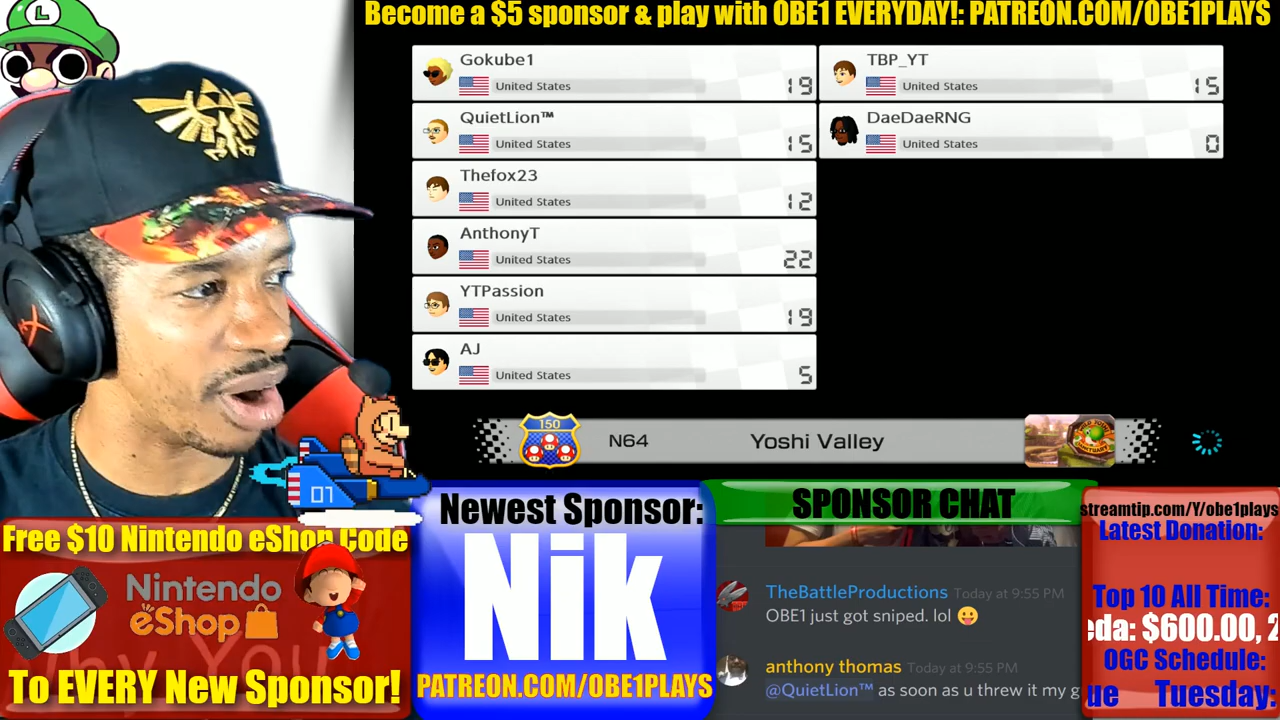 Become a $5 sponsor & play with OBE1 EVERYDAY!: PATREON.COM/OBE1PLAYS
Gokube1
United States
19
QuietLion™
United States
15
Thefox23
United States
12
AnthonyT
United States
22
YTPassion
United States
19
AJ
United States
5
TBP_YT
United States
15
DaeDaeRNG
United States
0
150
N64 Yoshi Valley
01
Free $10 Nintendo eShop Code
Nintendo
eShop
To EVERY New Sponsor!
Newest Sponsor:
Nik
PATREON.COM/OBE1PLAYS
SPONSOR CHAT
TheBattleProductions Today at 9:55 PM
OBE1 just got sniped. lol 😛
anthony thomas Today at 9:55 PM
@QuietLion™ as soon as u threw it my g
streamtip.com/Y/obe1plays
Latest Donation:
Top 10 All Time:
eda: $600.00, 2
OGC Schedule:
ue Tuesday: